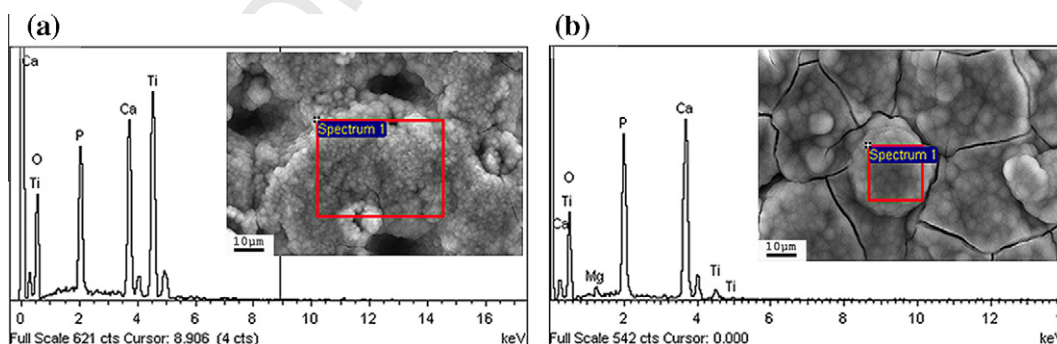 (a)
Ca
O
Ti
P
Ca
Ti
Spectrum 1
10µm
0 2 4 6 8 10 12 14 16
Full Scale 621 cts Cursor: 8.906 (4 cts) keV
(b)
O
Ti
Ca
Mg
P
Ca
Ti
Ti
Spectrum 1
10µm
0 2 4 6 8 10 12
Full Scale 542 cts Cursor: 0.000